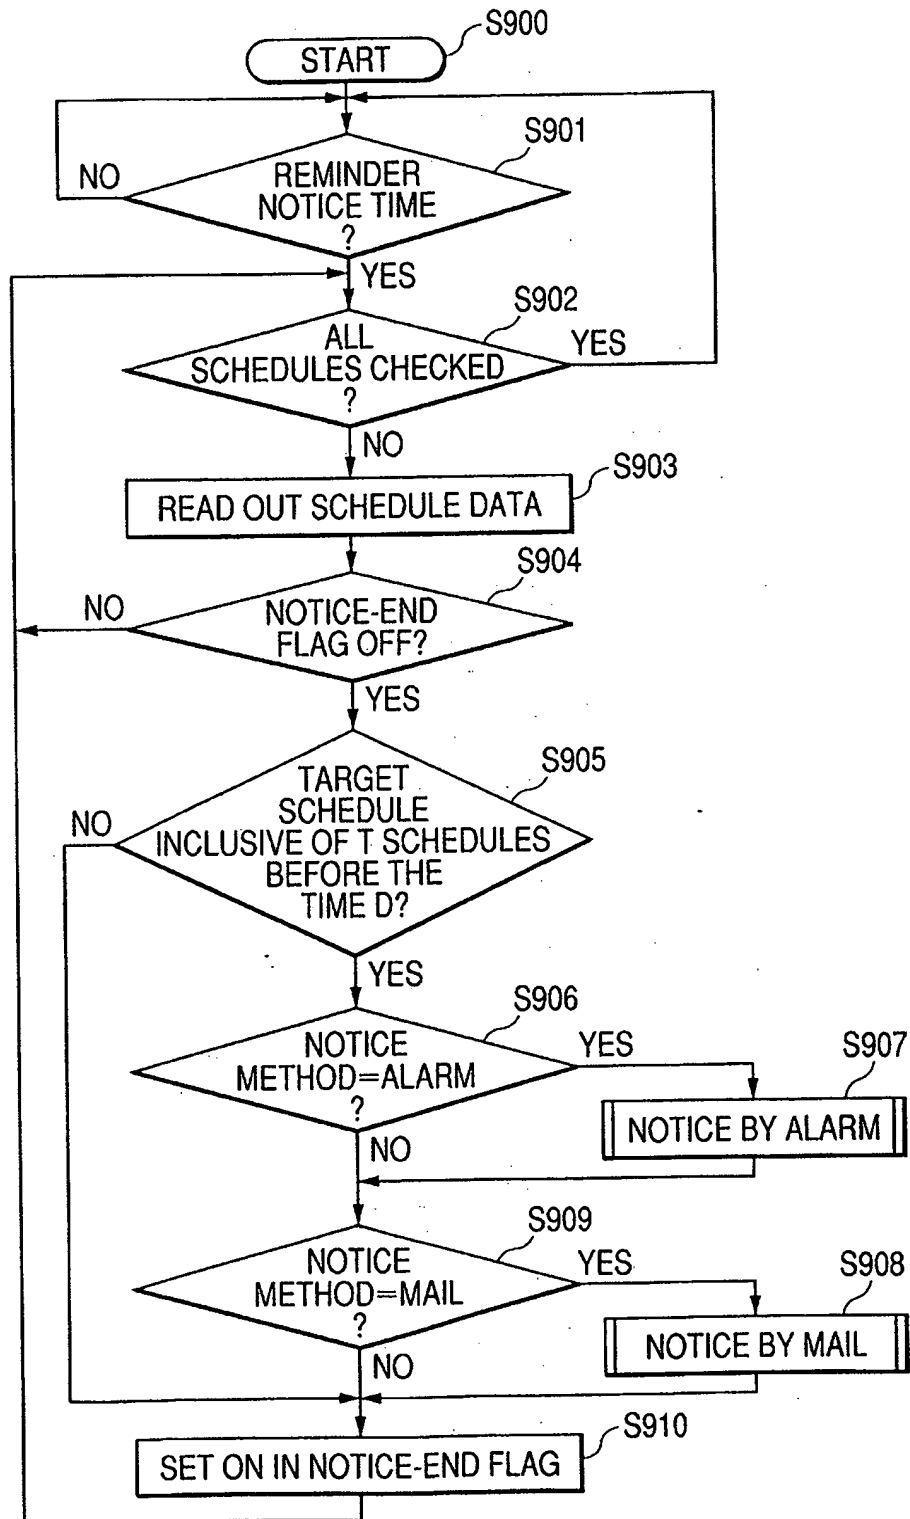 S900
START
S901
NO
REMINDER
NOTICE TIME
?
YES
S902
ALL
SCHEDULES CHECKED
?
YES
NO
S903
READ OUT SCHEDULE DATA
S904
NO
NOTICE-END
FLAG OFF?
YES
S905
NO
TARGET
SCHEDULE
INCLUSIVE OF T SCHEDULES
BEFORE THE
TIME D?
YES
S906
NOTICE
METHOD=ALARM
?
YES
S907
NOTICE BY ALARM
NO
S909
NOTICE
METHOD=MAIL
?
YES
S908
NOTICE BY MAIL
NO
S910
SET ON IN NOTICE-END FLAG